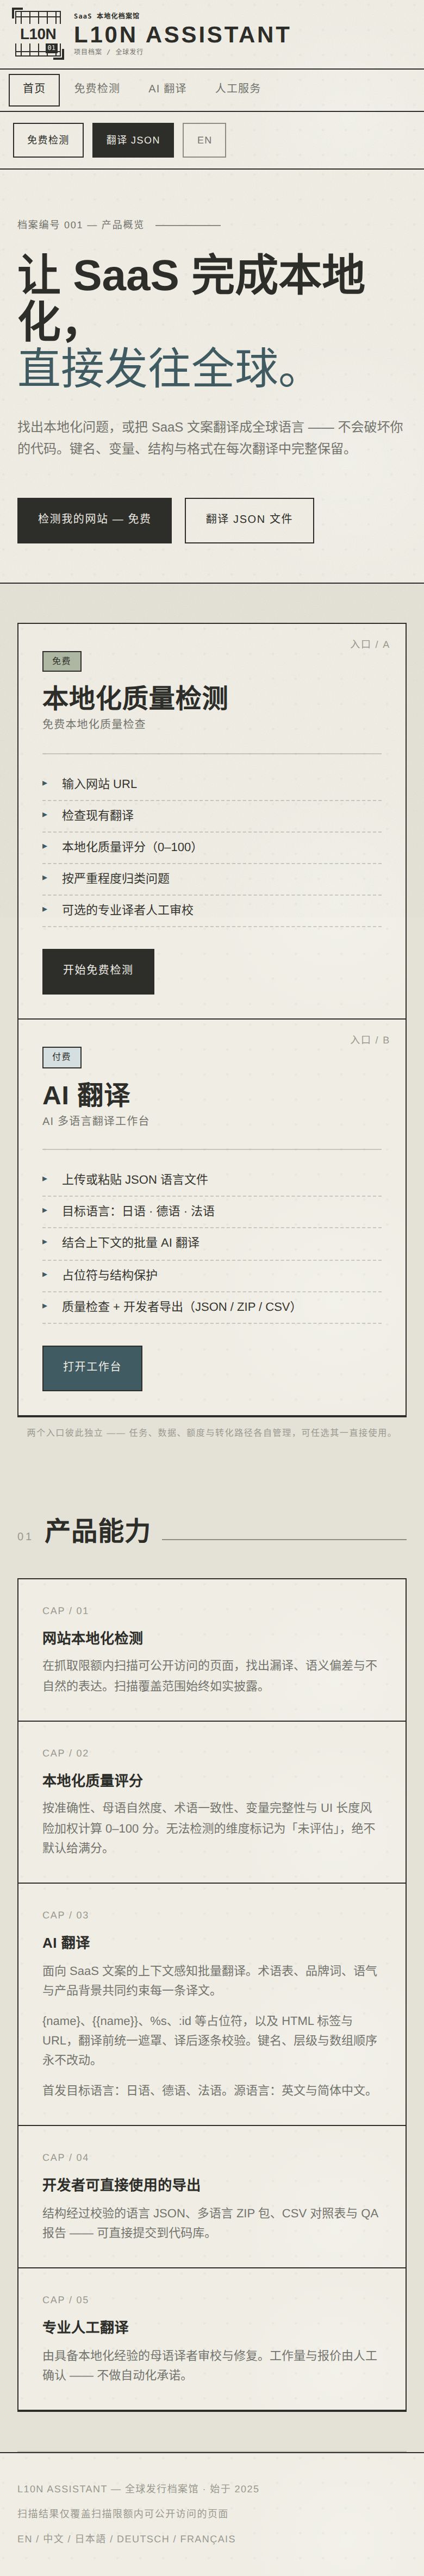 L10N
01
SaaS 本地化档案馆
L10N ASSISTANT
项目档案 / 全球发行
首页
免费检测
AI 翻译
人工服务
免费检测
翻译 JSON
EN
档案编号 001 — 产品概览
让 SaaS 完成本地
化，
直接发往全球。
找出本地化问题，或把 SaaS 文案翻译成全球语言 —— 不会破坏你
的代码。键名、变量、结构与格式在每次翻译中完整保留。
检测我的网站 — 免费
翻译 JSON 文件
入口 / A
免费
本地化质量检测
免费本地化质量检查
▸ 输入网站 URL
▸ 检查现有翻译
▸ 本地化质量评分（0–100）
▸ 按严重程度归类问题
▸ 可选的专业译者人工审校
开始免费检测
入口 / B
付费
AI 翻译
AI 多语言翻译工作台
▸ 上传或粘贴 JSON 语言文件
▸ 目标语言：日语 · 德语 · 法语
▸ 结合上下文的批量 AI 翻译
▸ 占位符与结构保护
▸ 质量检查 + 开发者导出（JSON / ZIP / CSV）
打开工作台
两个入口彼此独立 —— 任务、数据、额度与转化路径各自管理，可任选其一直接使用。
01 产品能力
CAP / 01
网站本地化检测
在抓取限额内扫描可公开访问的页面，找出漏译、语义偏差与不
自然的表达。扫描覆盖范围始终如实披露。
CAP / 02
本地化质量评分
按准确性、母语自然度、术语一致性、变量完整性与 UI 长度风
险加权计算 0–100 分。无法检测的维度标记为「未评估」，绝不
默认给满分。
CAP / 03
AI 翻译
面向 SaaS 文案的上下文感知批量翻译。术语表、品牌词、语气
与产品背景共同约束每一条译文。
{name}、{{name}}、%s、:id 等占位符，以及 HTML 标签与
URL，翻译前统一遮罩、译后逐条校验。键名、层级与数组顺序
永不改动。
首发目标语言：日语、德语、法语。源语言：英文与简体中文。
CAP / 04
开发者可直接使用的导出
结构经过校验的语言 JSON、多语言 ZIP 包、CSV 对照表与 QA
报告 —— 可直接提交到代码库。
CAP / 05
专业人工翻译
由具备本地化经验的母语译者审校与修复。工作量与报价由人工
确认 —— 不做自动化承诺。
L10N ASSISTANT — 全球发行档案馆 · 始于 2025
扫描结果仅覆盖扫描限额内可公开访问的页面
EN / 中文 / 日本語 / DEUTSCH / FRANÇAIS